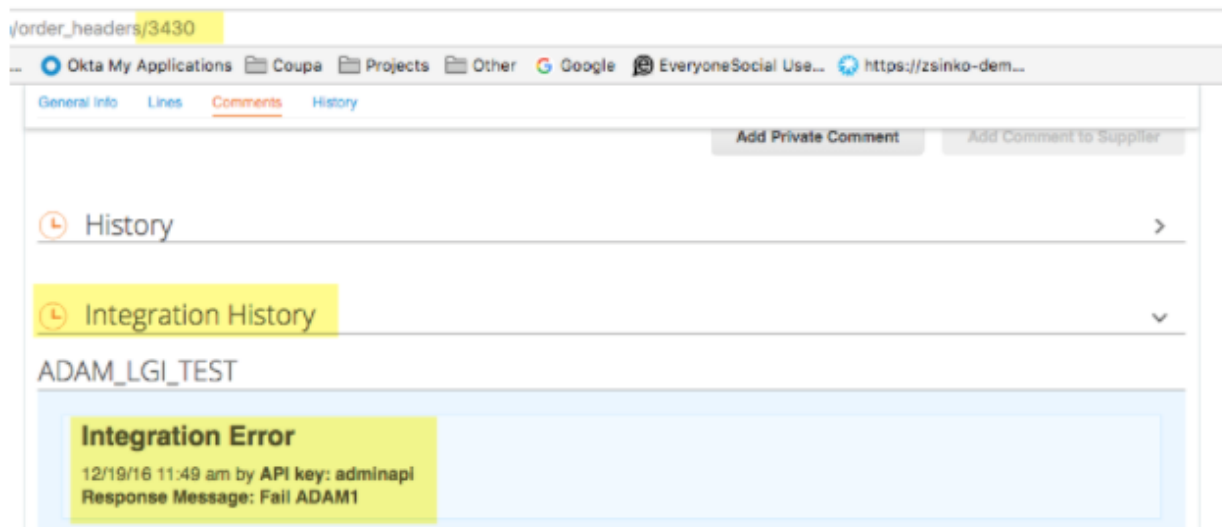 /order_headers/3430
... Okta My Applications Coupa Projects Other Google EveryoneSocial Use... https://zsinko-dem...
General Info Lines Comments History
Add Private Comment Add Comment to Supplier
History
Integration History
ADAM_LGI_TEST
Integration Error
12/19/16 11:49 am by API key: adminapi
Response Message: Fail ADAM1